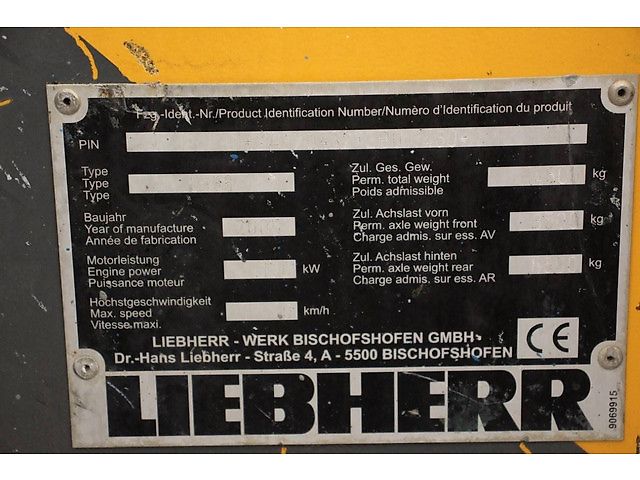 Fzg.-Ident.-Nr./Product Identification Number/Numèro d'Identification du produit
PIN
Type
Type
Type
Zul. Ges. Gew.
Perm. total weight kg
Poids admissible
Baujahr
Year of manufacture
Année de fabrication
Zul. Achslast vorn
Perm. axle weight front kg
Charge admis. sur ess. AV
Motorleistung
Engine power kW
Puissance moteur
Zul. Achslast hinten
Perm. axle weight rear kg
Charge admis. sur ess. AR
Höchstgeschwindigkeit
Max. speed km/h
Vitesse maxi.
LIEBHERR - WERK BISCHOFSHOFEN GMBH
Dr.-Hans Liebherr - Straße 4, A - 5500 BISCHOFSHOFEN
CE
LIEBHERR
9069915